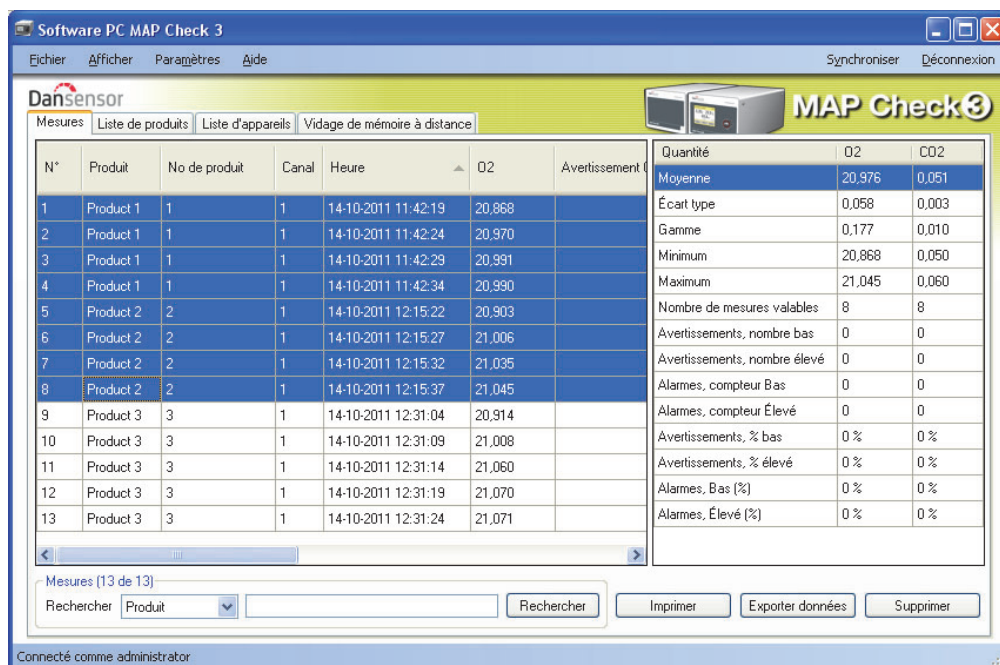 Software PC MAP Check 3
Fichier Afficher Paramètres Aide Synchroniser Déconnexion
Dansensor
MAP Check 3
Mesures Liste de produits Liste d'appareils Vidage de mémoire à distance
N° Produit No de produit Canal Heure O2 Avertissement
1 Product 1 1 1 14-10-2011 11:42:19 20,868
2 Product 1 1 1 14-10-2011 11:42:24 20,970
3 Product 1 1 1 14-10-2011 11:42:29 20,991
4 Product 1 1 1 14-10-2011 11:42:34 20,990
5 Product 2 2 1 14-10-2011 12:15:22 20,903
6 Product 2 2 1 14-10-2011 12:15:27 21,006
7 Product 2 2 1 14-10-2011 12:15:32 21,035
8 Product 2 2 1 14-10-2011 12:15:37 21,045
9 Product 3 3 1 14-10-2011 12:31:04 20,914
10 Product 3 3 1 14-10-2011 12:31:09 21,008
11 Product 3 3 1 14-10-2011 12:31:14 21,060
12 Product 3 3 1 14-10-2011 12:31:19 21,070
13 Product 3 3 1 14-10-2011 12:31:24 21,071
Quantité O2 CO2
Moyenne 20,976 0,051
Écart type 0,058 0,003
Gamme 0,177 0,010
Minimum 20,868 0,050
Maximum 21,045 0,060
Nombre de mesures valables 8 8
Avertissements, nombre bas 0 0
Avertissements, nombre élevé 0 0
Alarmes, compteur Bas 0 0
Alarmes, compteur Élevé 0 0
Avertissements, % bas 0 % 0 %
Avertissements, % élevé 0 % 0 %
Alarmes, Bas (%) 0 % 0 %
Alarmes, Élevé (%) 0 % 0 %
Mesures (13 de 13)
Rechercher Produit Rechercher Imprimer Exporter données Supprimer
Connecté comme administrator